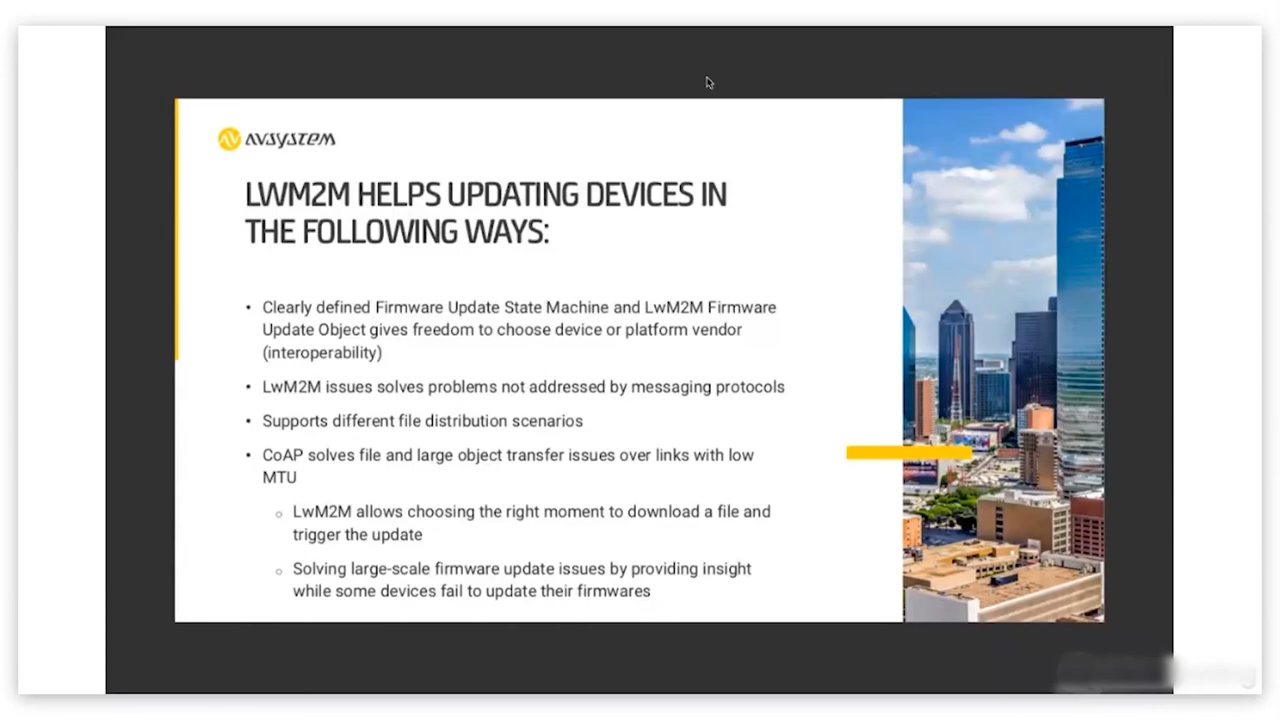 AVSYSTEM
LWM2M HELPS UPDATING DEVICES IN
THE FOLLOWING WAYS:
• Clearly defined Firmware Update State Machine and LwM2M Firmware
Update Object gives freedom to choose device or platform vendor
(interoperability)
• LwM2M issues solves problems not addressed by messaging protocols
• Supports different file distribution scenarios
• CoAP solves file and large object transfer issues over links with low
MTU
○ LwM2M allows choosing the right moment to download a file and
trigger the update
○ Solving large-scale firmware update issues by providing insight
while some devices fail to update their firmwares